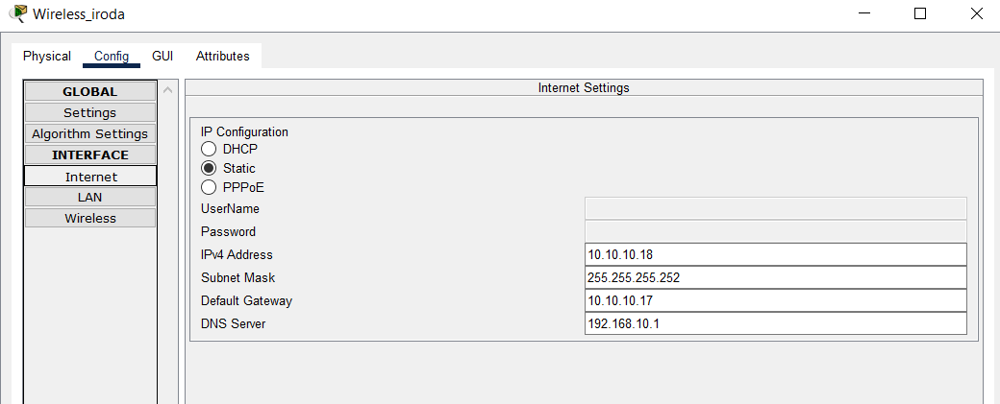 Wireless_iroda
Physical Config GUI Attributes
GLOBAL
Settings
Algorithm Settings
INTERFACE
Internet
LAN
Wireless
Internet Settings
IP Configuration
DHCP
Static
PPPoE
UserName
Password
IPv4 Address 10.10.10.18
Subnet Mask 255.255.255.252
Default Gateway 10.10.10.17
DNS Server 192.168.10.1